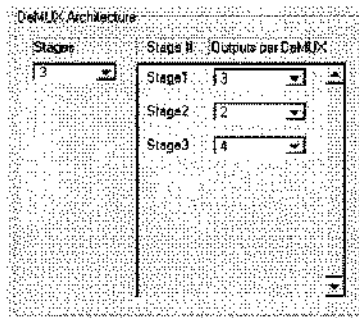 DeMUX Architecture
Stages Stage # Outputs per DeMUX
3
Stage1 3
Stage2 2
Stage3 4